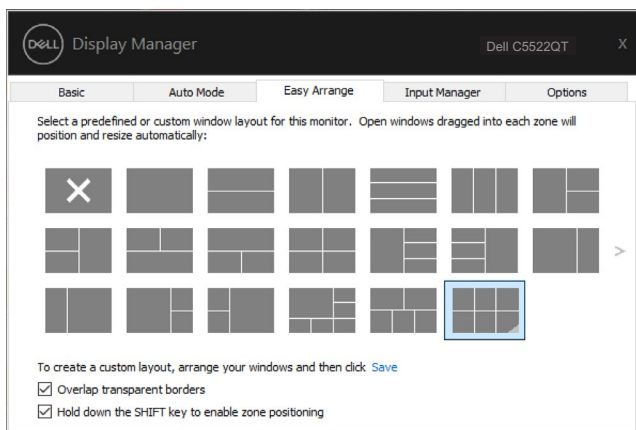 DELL Display Manager Dell C5522QT X
Basic Auto Mode Easy Arrange Input Manager Options
Select a predefined or custom window layout for this monitor. Open windows dragged into each zone will
position and resize automatically:
>
To create a custom layout, arrange your windows and then click Save
Overlap transparent borders
Hold down the SHIFT key to enable zone positioning